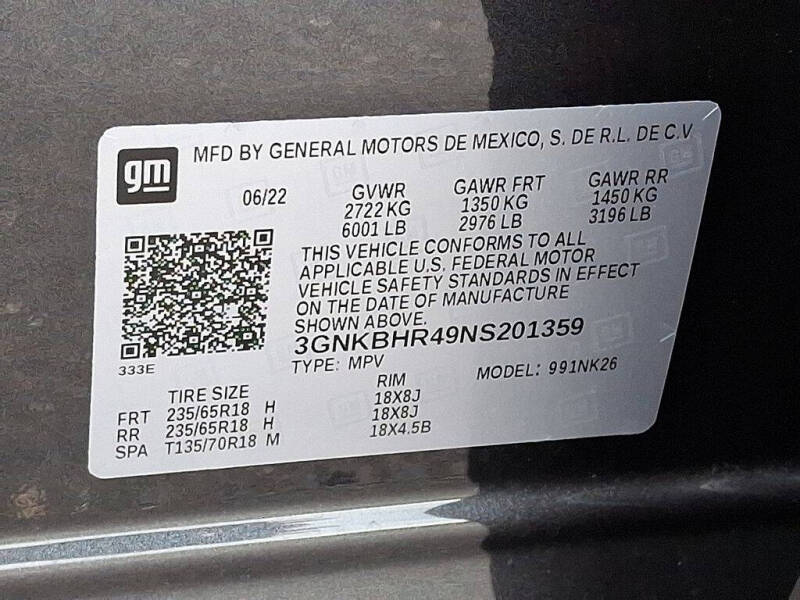 gm
MFD BY GENERAL MOTORS DE MEXICO, S. DE R.L. DE C.V
06/22 GVWR GAWR FRT GAWR RR
2722 KG 1350 KG 1450 KG
6001 LB 2976 LB 3196 LB
THIS VEHICLE CONFORMS TO ALL
APPLICABLE U.S. FEDERAL MOTOR
VEHICLE SAFETY STANDARDS IN EFFECT
ON THE DATE OF MANUFACTURE
SHOWN ABOVE.
3GNKBHR49NS201359
333E
TYPE: MPV MODEL: 991NK26
TIRE SIZE RIM
FRT 235/65R18 H 18X8J
RR 235/65R18 H 18X8J
SPA T135/70R18 M 18X4.5B